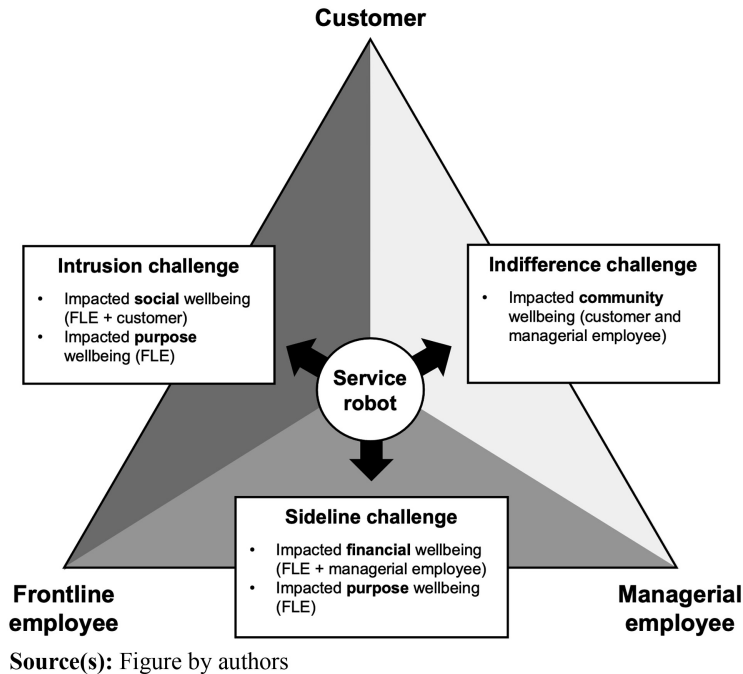 Customer
Intrusion challenge
• Impacted social wellbeing
(FLE + customer)
• Impacted purpose
wellbeing (FLE)
Indifference challenge
• Impacted community
wellbeing (customer and
managerial employee)
Service
robot
Sideline challenge
• Impacted financial wellbeing
(FLE + managerial employee)
• Impacted purpose wellbeing
(FLE)
Frontline
employee
Managerial
employee
Source(s): Figure by authors